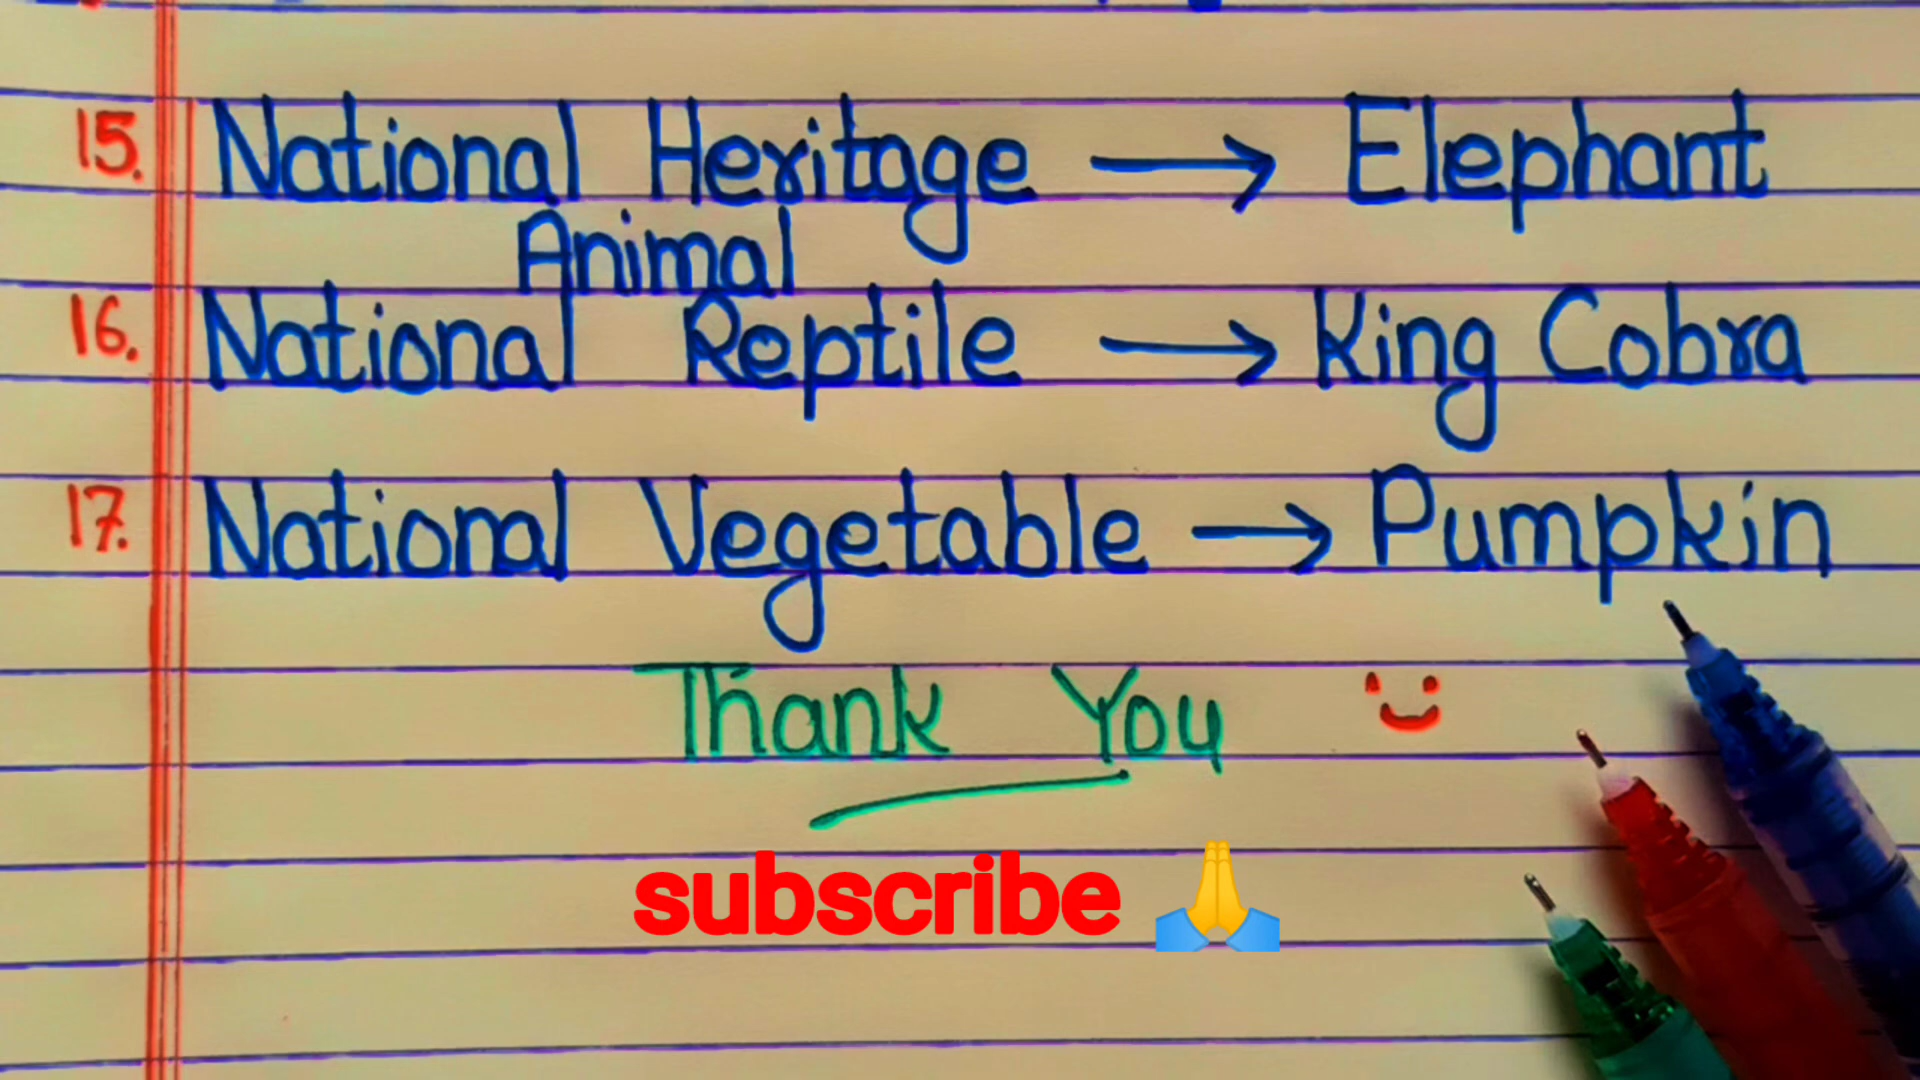 15. National Heritage → Elephant
Animal
16. National Reptile → King Cobra
17. National Vegetable → Pumpkin
Thank You
subscribe 🙏